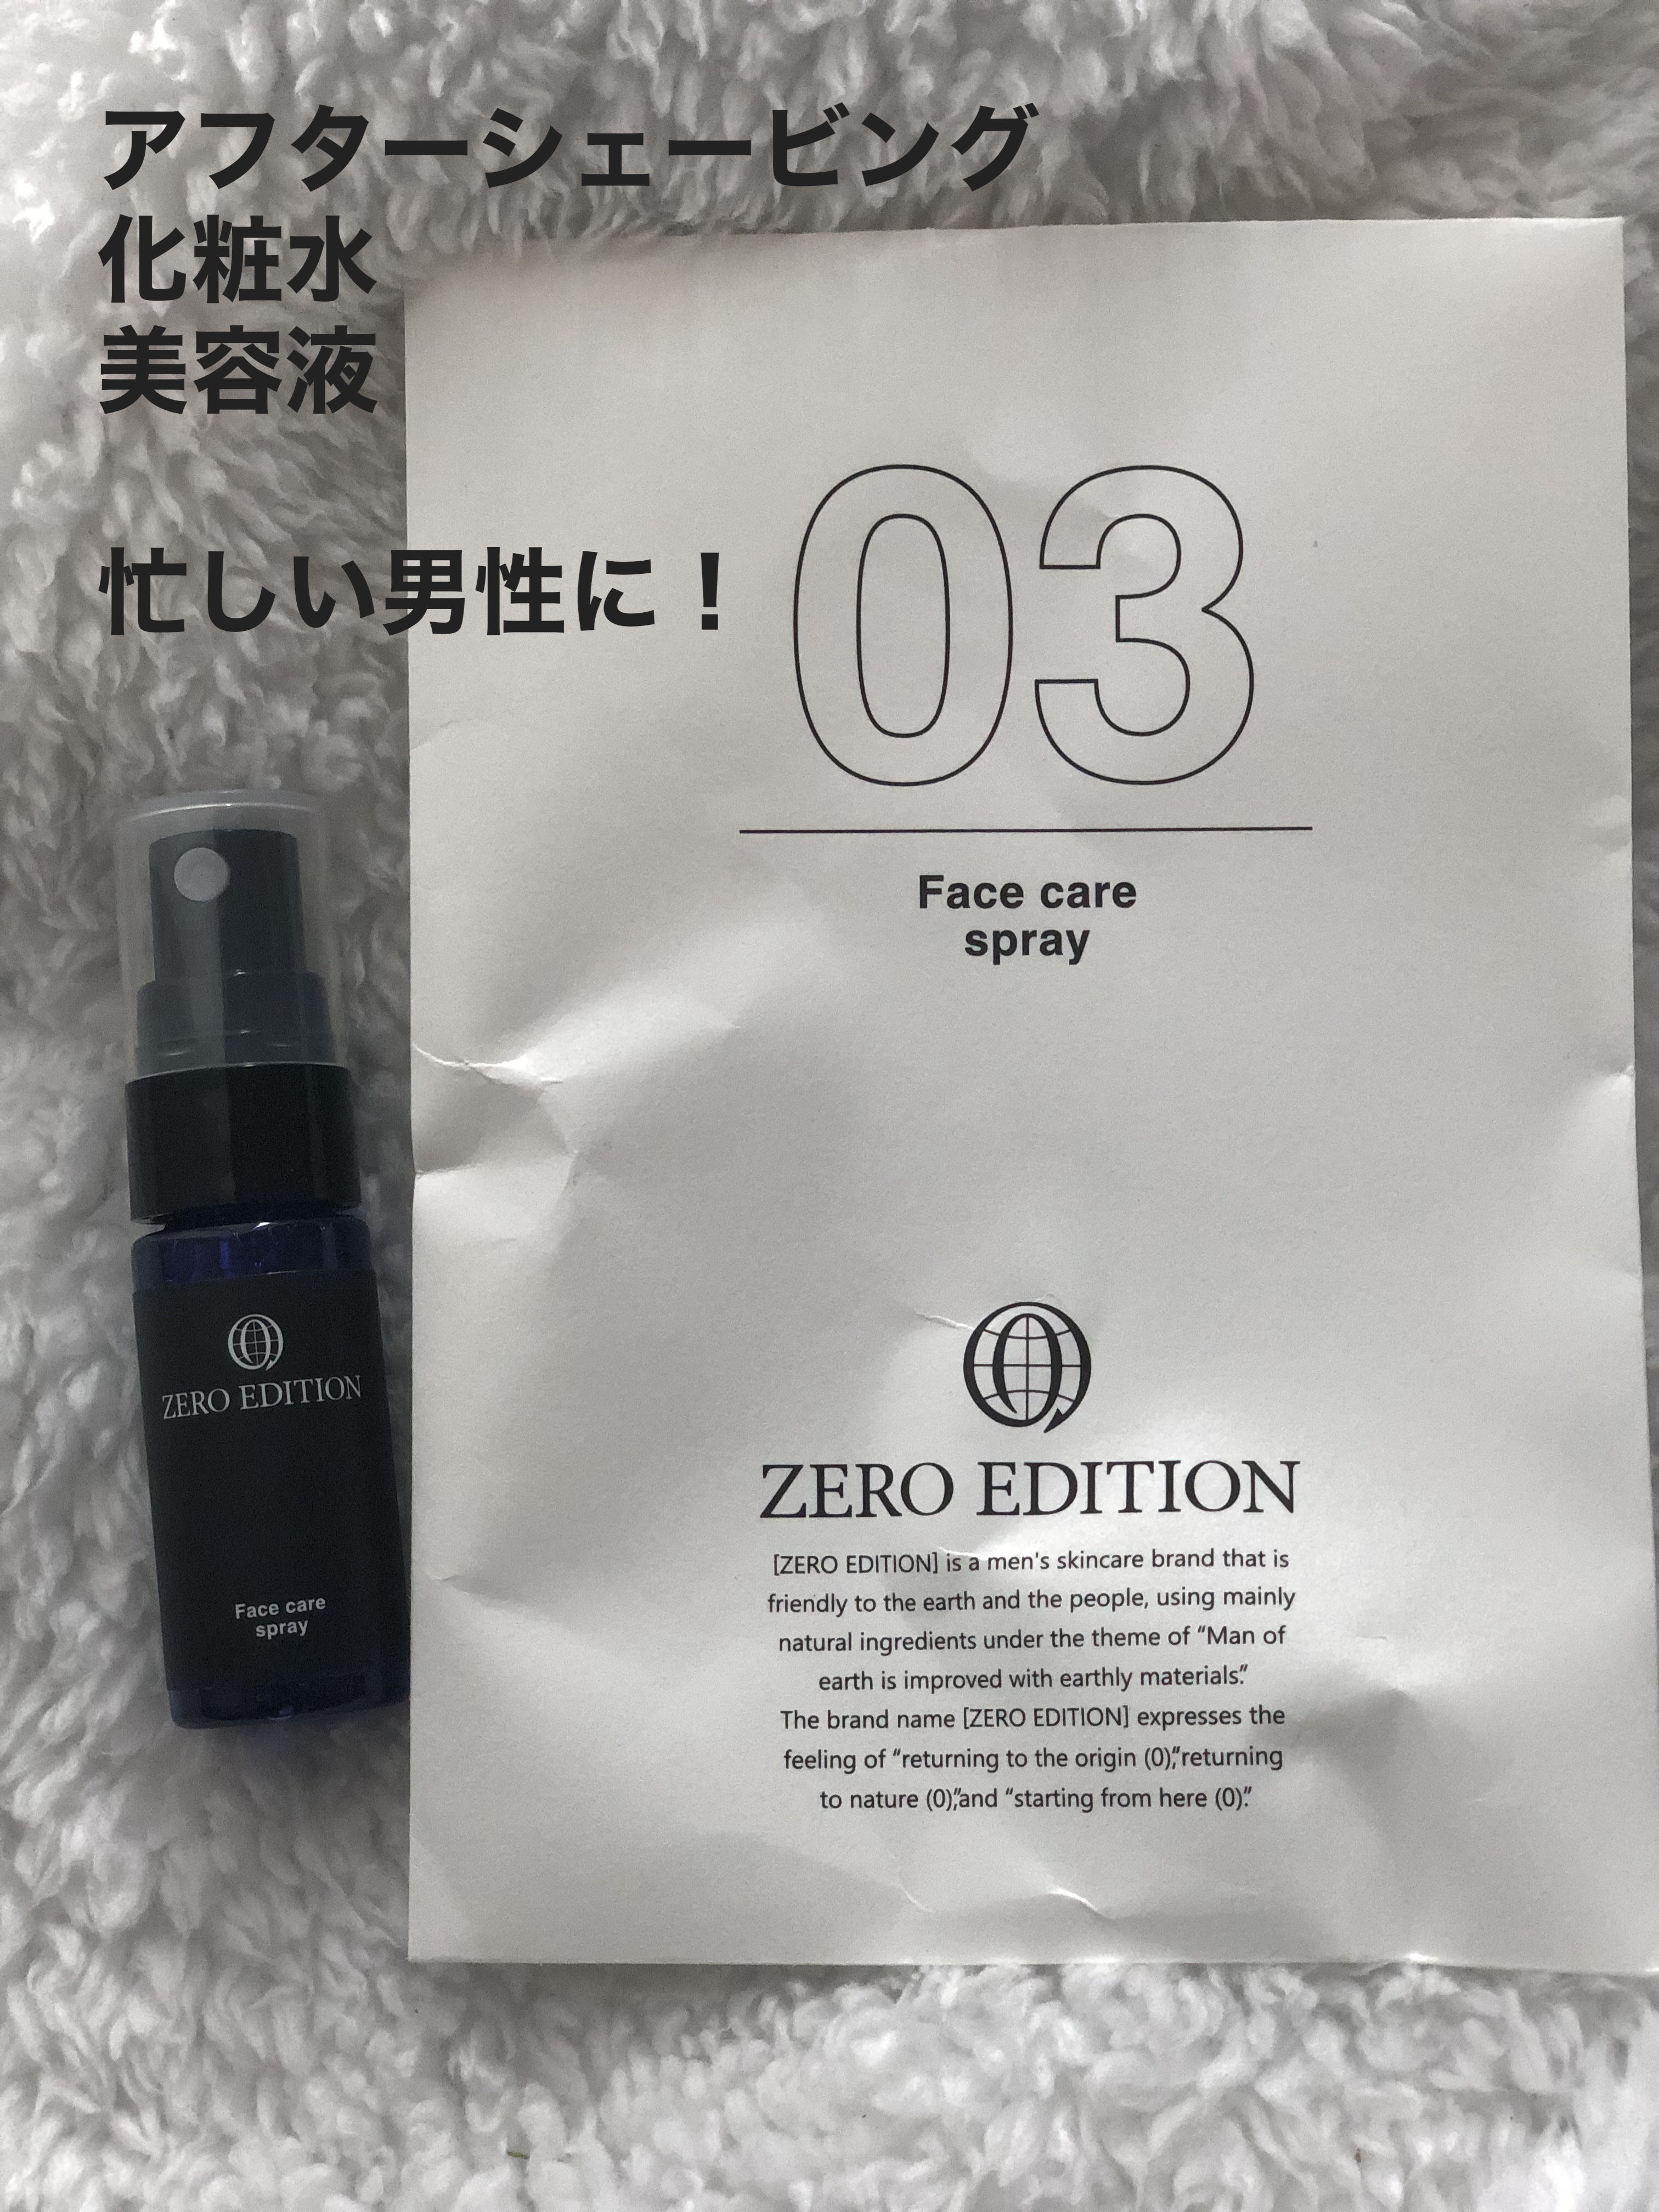 アフターシェービング
化粧水
美容液
忙しい男性に！
03
Face care
spray
ZERO EDITION
[ZERO EDITION] is a men's skincare brand that is
friendly to the earth and the people, using mainly
natural ingredients under the theme of “Man of
earth is improved with earthly materials.”
The brand name [ZERO EDITION] expresses the
feeling of “returning to the origin (0),”returning
to nature (0),”and “starting from here (0).”
ZERO EDITION
Face care
spray